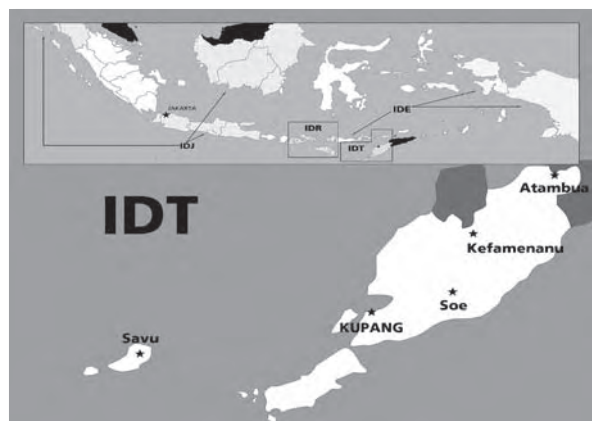 JAKARTA
IDJ
IDR
IDT
IDE
IDT
Atambua
Kefamenanu
Soe
KUPANG
Savu